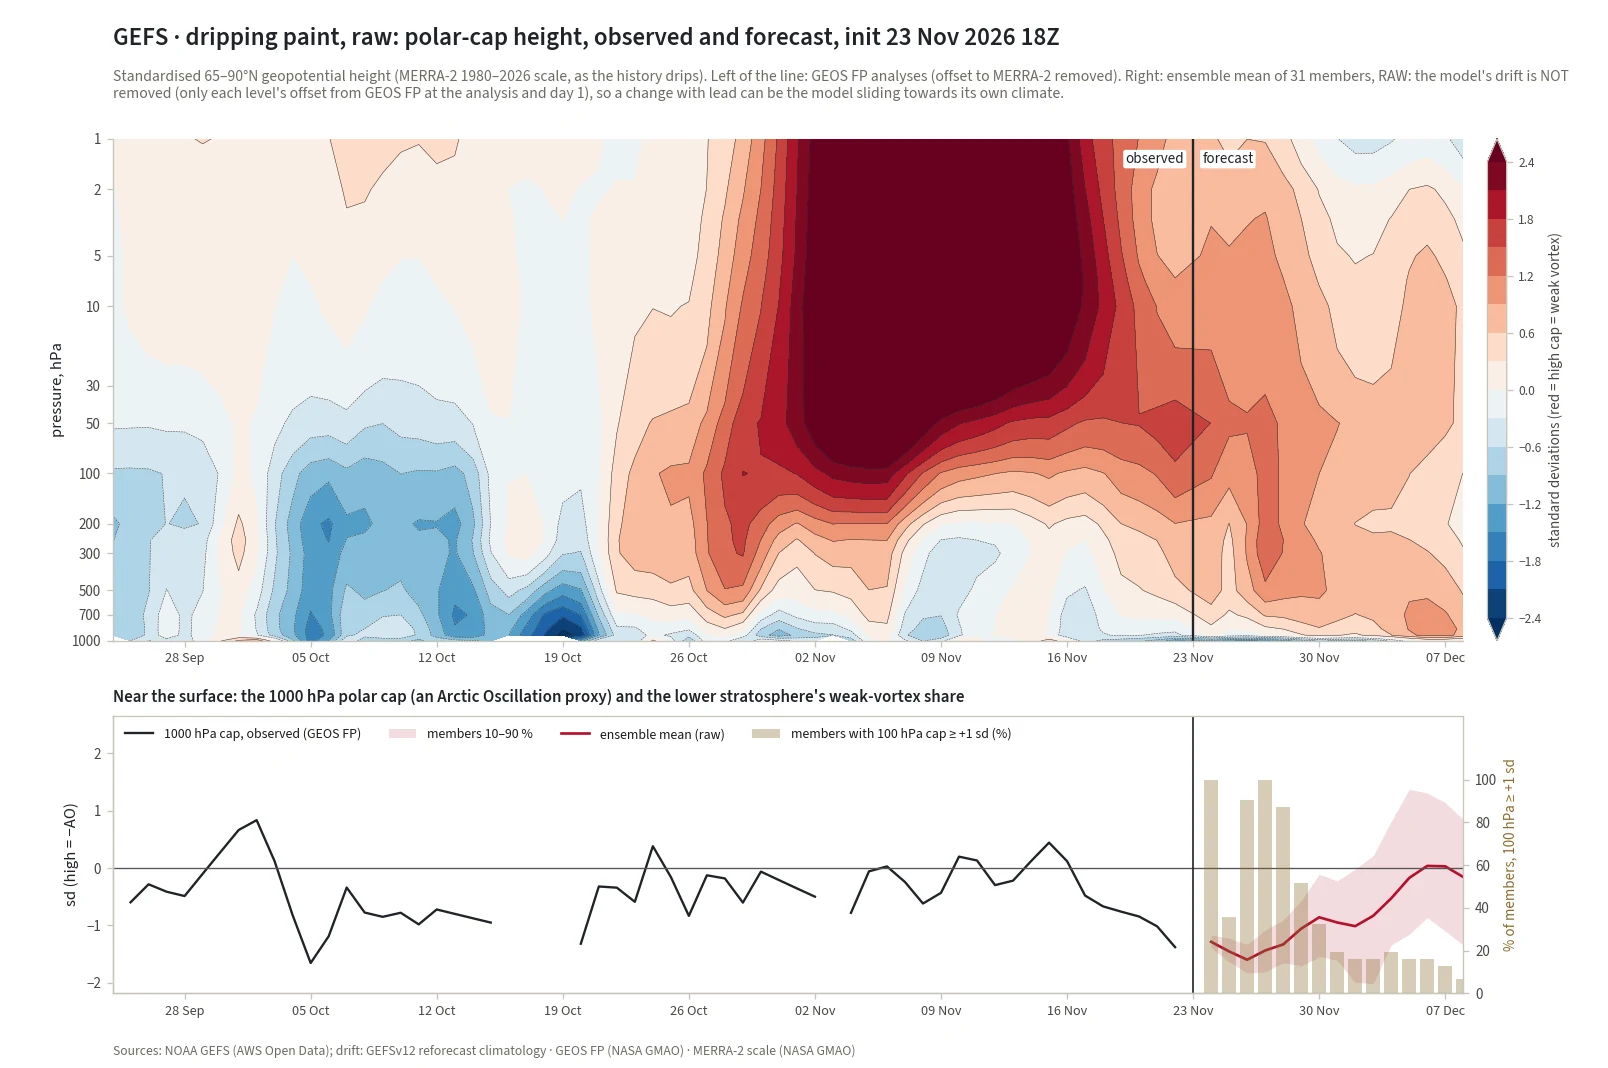 GEFS · dripping paint, raw: polar-cap height, observed and forecast, init 23 Nov 2026 18Z
Standardised 65–90°N geopotential height (MERRA-2 1980–2026 scale, as the history drips). Left of the line: GEOS FP analyses (offset to MERRA-2 removed). Right: ensemble mean of 31 members, RAW: the model's drift is NOT
removed (only each level's offset from GEOS FP at the analysis and day 1), so a change with lead can be the model sliding towards its own climate.
observed
forecast
pressure, hPa
1
2
5
10
30
50
100
200
300
500
700
1000
28 Sep
05 Oct
12 Oct
19 Oct
26 Oct
02 Nov
09 Nov
16 Nov
23 Nov
30 Nov
07 Dec
2.4
1.8
1.2
0.6
0.0
−0.6
−1.2
−1.8
−2.4
standard deviations (red = high cap = weak vortex)
Near the surface: the 1000 hPa polar cap (an Arctic Oscillation proxy) and the lower stratosphere's weak-vortex share
1000 hPa cap, observed (GEOS FP)
members 10–90 %
ensemble mean (raw)
members with 100 hPa cap ≥ +1 sd (%)
sd (high = −AO)
2
1
0
−1
−2
28 Sep
05 Oct
12 Oct
19 Oct
26 Oct
02 Nov
09 Nov
16 Nov
23 Nov
30 Nov
07 Dec
100
80
60
40
20
0
% of members, 100 hPa ≥ +1 sd
Sources: NOAA GEFS (AWS Open Data); drift: GEFSv12 reforecast climatology · GEOS FP (NASA GMAO) · MERRA-2 scale (NASA GMAO)